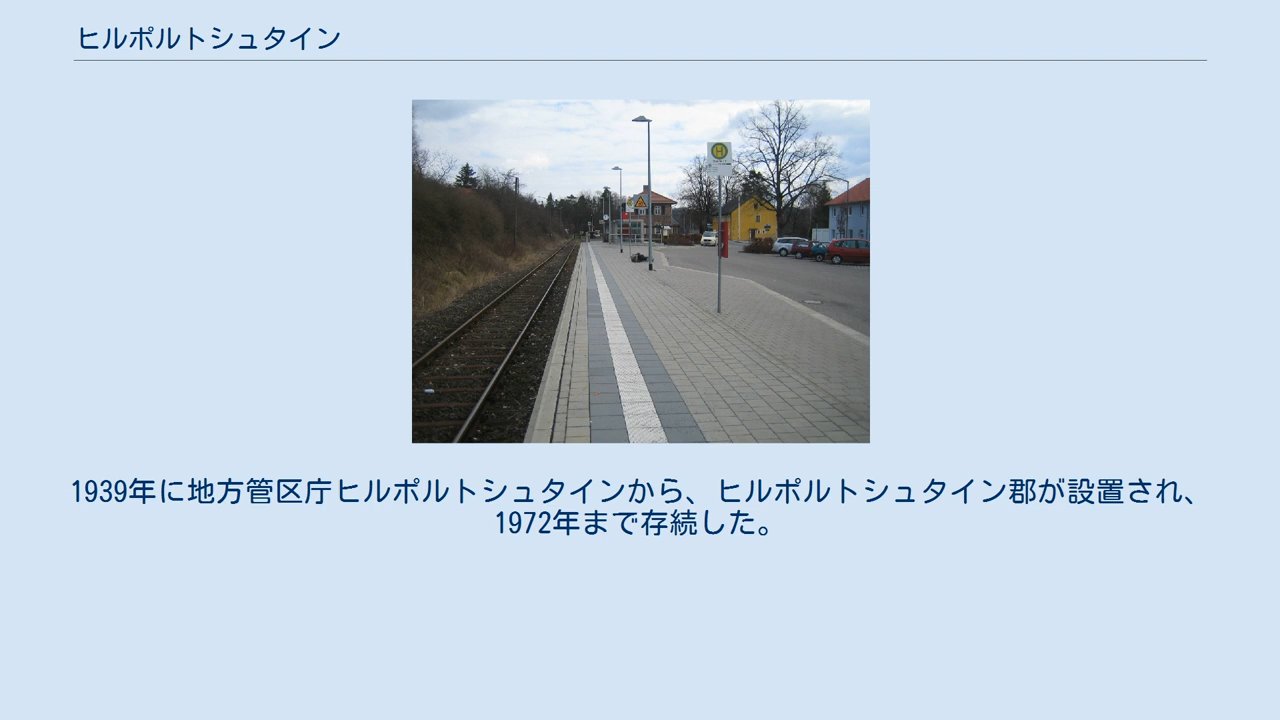 ヒルポルトシュタイン
H
1939年に地方管区庁ヒルポルトシュタインから、ヒルポルトシュタイン郡が設置され、
1972年まで存続した。